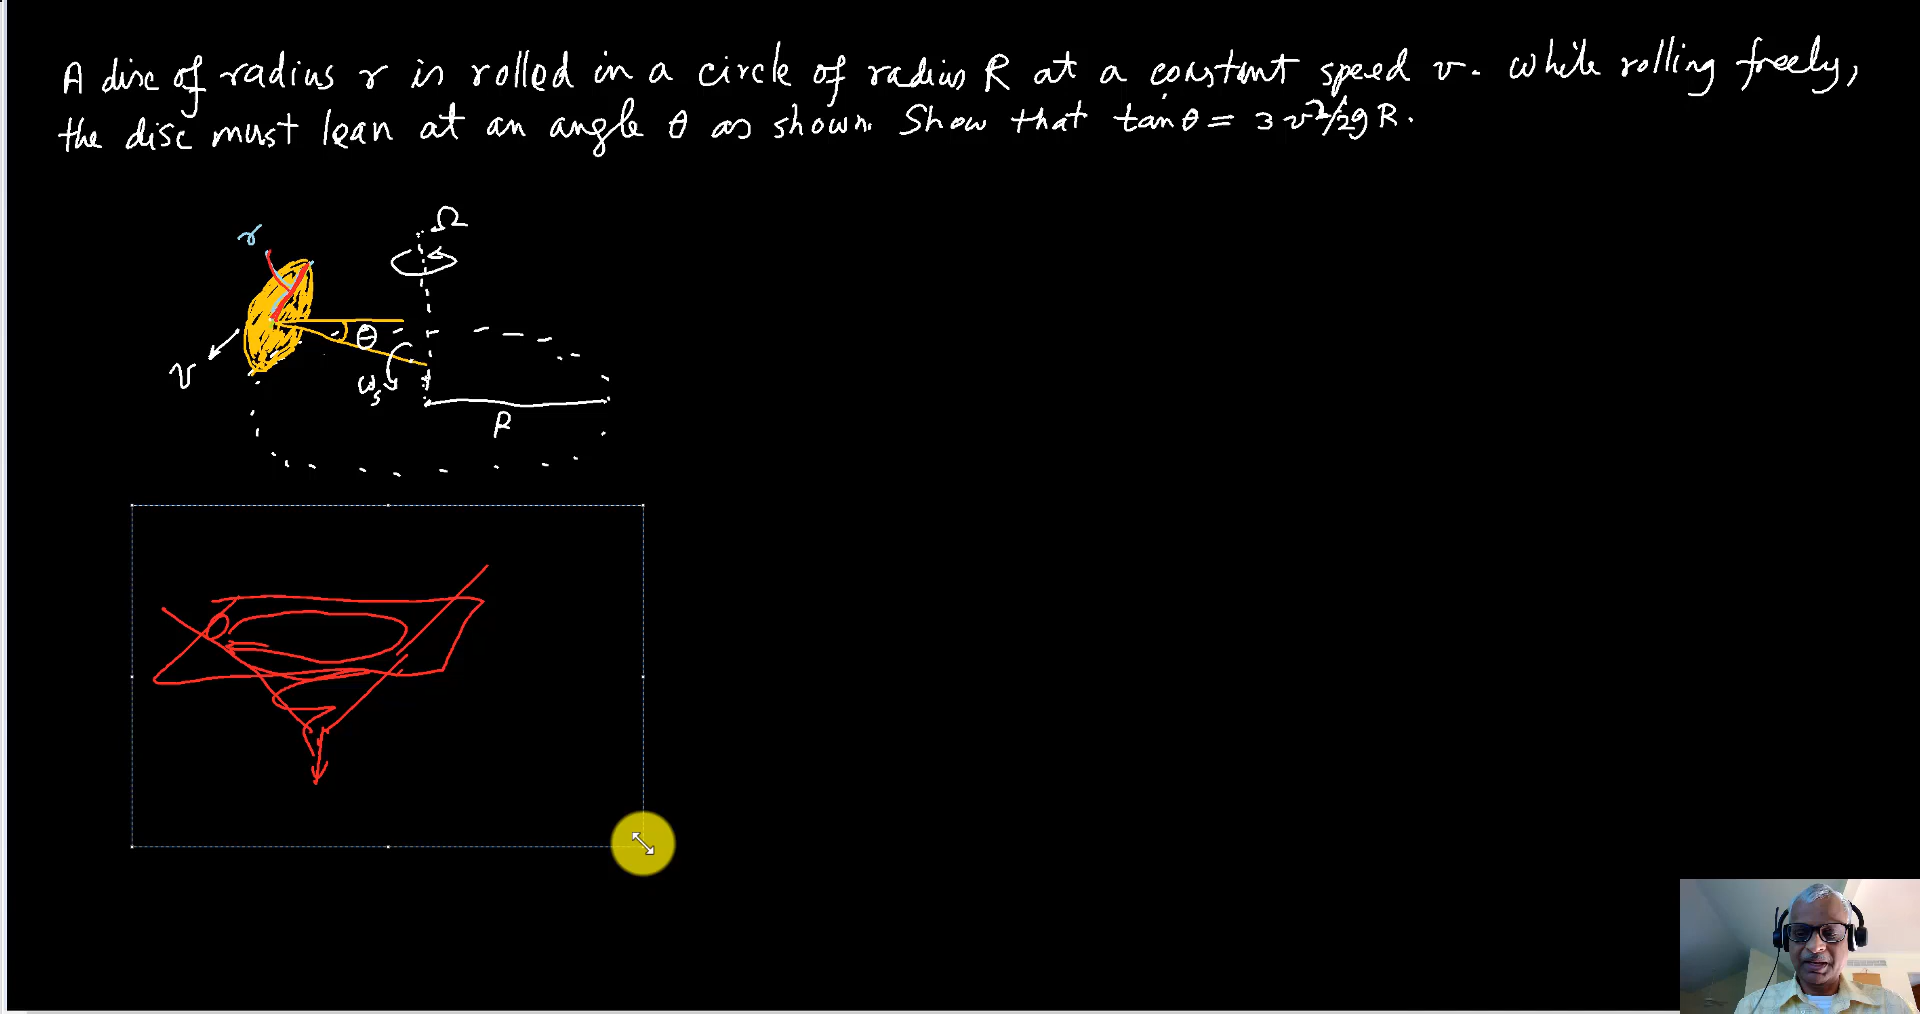 A disc of radius r is rolled in a circle of radius R at a constant speed v. While rolling freely,
the disc must lean at an angle θ as shown. Show that tan θ = 3v²/2gR.
Ω
r
θ
v
ωs
R